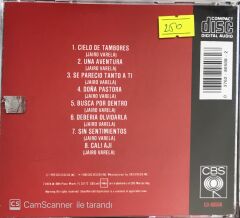 COMPACT
disc
DIGITAL AUDIO
250
1. CIELO DE TAMBORES
(JAIRO VARELA)
2. UNA AVENTURA
(JAIRO VARELA)
3. SE PARECIO TANTO A TI
(JAIRO VARELA)
4. DOÑA PASTORA
(JAIRO VARELA)
5. BUSCA POR DENTRO
(JAIRO VARELA)
6. DEBERIA OLVIDARLA
(JAIRO VARELA)
7. SIN SENTIMIENTOS
(JAIRO VARELA)
8. CALI AJI
(JAIRO VARELA)
CBS
CS CamScanner ile tarandı